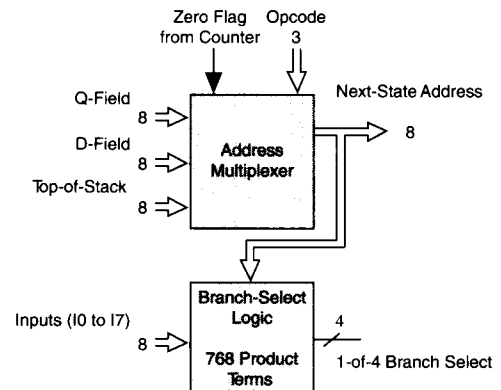 Zero Flag
from Counter
Opcode
3
Q-Field
8
D-Field
8
Top-of-Stack
8
Address
Multiplexer
Next-State Address
8
Inputs (I0 to I7)
8
Branch-Select
Logic
768 Product
Terms
4
1-of-4 Branch Select